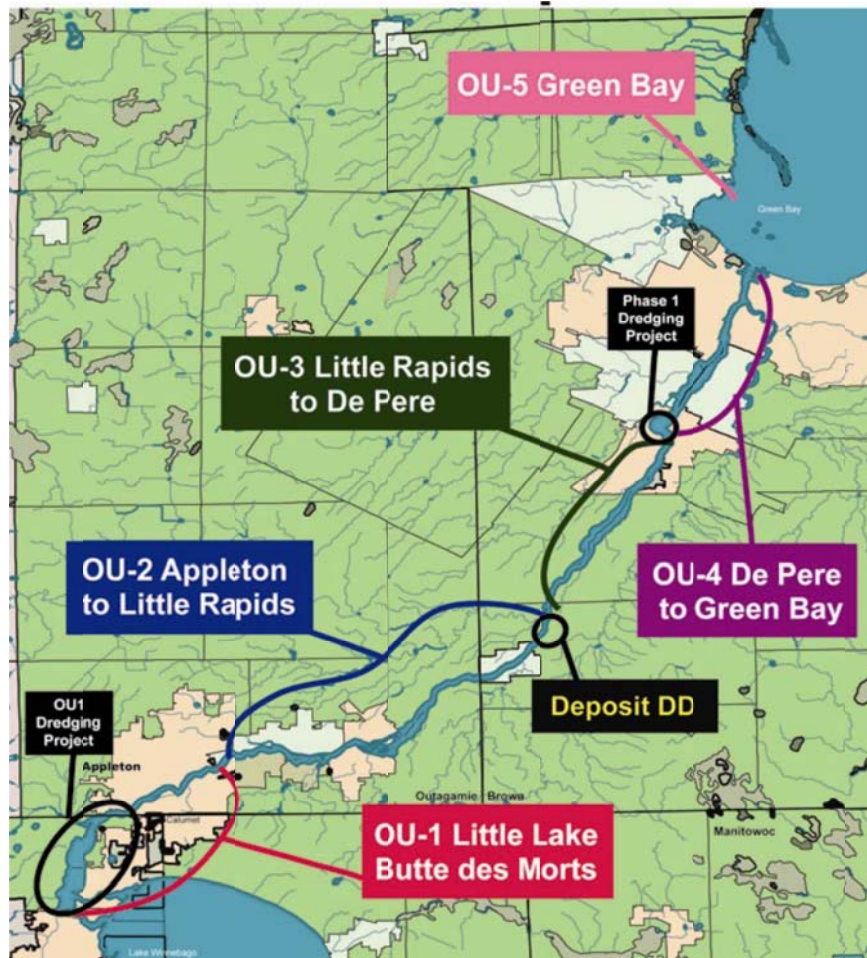 OU-5 Green Bay
Green Bay
Phase 1
Dredging
Project
OU-3 Little Rapids
to De Pere
OU-2 Appleton
to Little Rapids
OU-4 De Pere
to Green Bay
Deposit DD
OU1
Dredging
Project
Appleton
Outagamie Brown
Calumet
Manitowoc
OU-1 Little Lake
Butte des Morts
Lake Winnebago